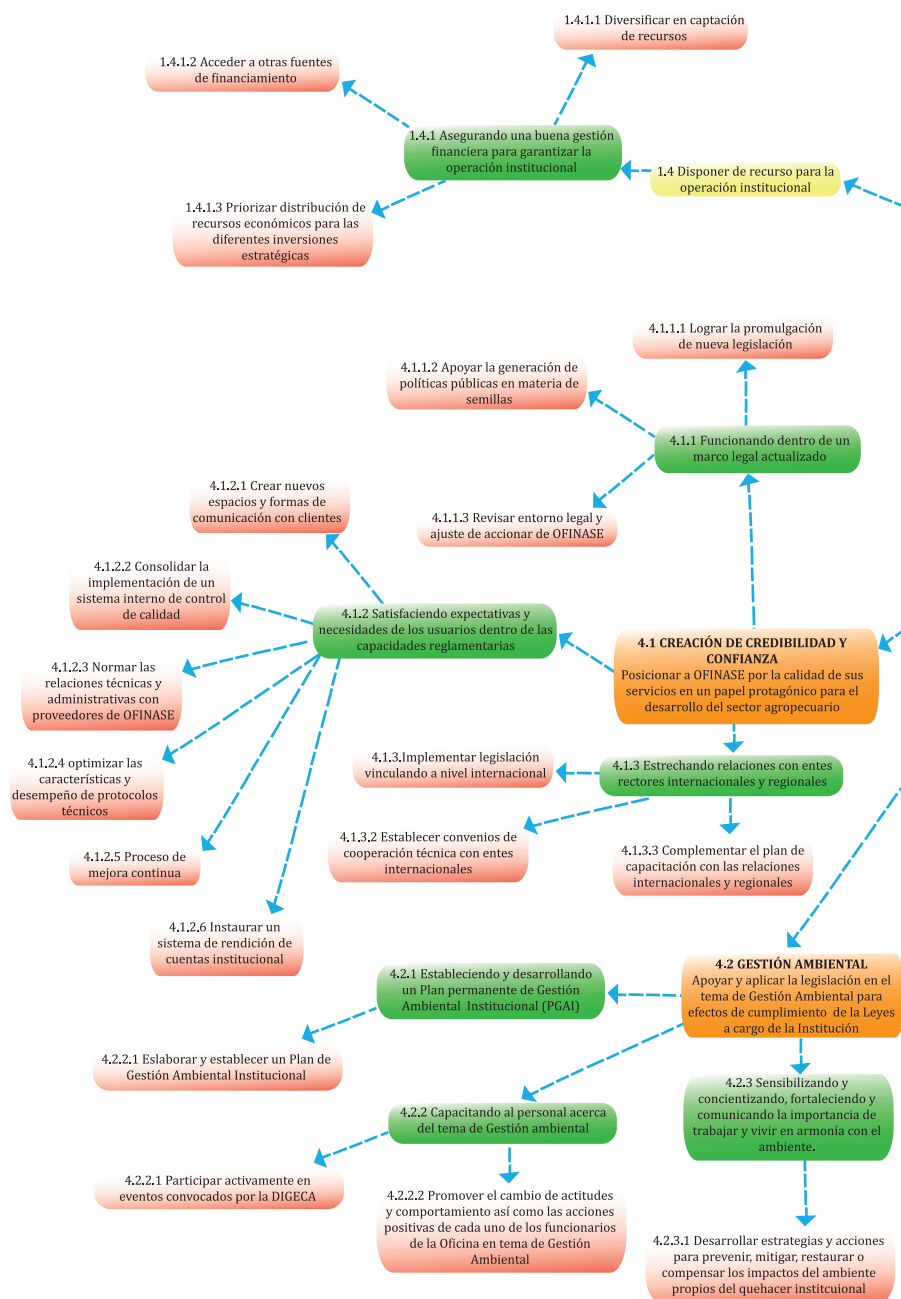 1.4.1.1 Diversificar en captación
de recursos
1.4.1.2 Acceder a otras fuentes
de financiamiento
1.4.1 Asegurando una buena gestión
financiera para garantizar la
operación institucional
1.4 Disponer de recurso para la
operación institucional
1.4.1.3 Priorizar distribución de
recursos económicos para las
diferentes inversiones
estratégicas
4.1.1.1 Lograr la promulgación
de nueva legislación
4.1.1.2 Apoyar la generación de
políticas públicas en materia de
semillas
4.1.1 Funcionando dentro de un
marco legal actualizado
4.1.1.3 Revisar entorno legal y
ajuste de accionar de OFINASE
4.1.2.1 Crear nuevos
espacios y formas de
comunicación con clientes
4.1.2.2 Consolidar la
implementación de un
sistema interno de control
de calidad
4.1.2 Satisfaciendo expectativas y
necesidades de los usuarios dentro de las
capacidades reglamentarias
4.1 CREACIÓN DE CREDIBILIDAD Y
CONFIANZA
Posicionar a OFINASE por la calidad de sus
servicios en un papel protagónico para el
desarrollo del sector agropecuario
4.1.2.3 Normar las
relaciones técnicas y
administrativas con
proveedores de OFINASE
4.1.2.4 optimizar las
características y
desempeño de protocolos
técnicos
4.1.3.Implementar legislación
vinculando a nivel internacional
4.1.3 Estrechando relaciones con entes
rectores internacionales y regionales
4.1.3.2 Establecer convenios de
cooperación técnica con entes
internacionales
4.1.3.3 Complementar el plan de
capacitación con las relaciones
internacionales y regionales
4.1.2.5 Proceso de
mejora continua
4.1.2.6 Instaurar un
sistema de rendición de
cuentas institucional
4.2 GESTIÓN AMBIENTAL
Apoyar y aplicar la legislación en el
tema de Gestión Ambiental para
efectos de cumplimiento de la Leyes
a cargo de la Institución
4.2.1 Estableciendo y desarrollando
un Plan permanente de Gestión
Ambiental Institucional (PGAI)
4.2.2.1 Eslaborar y establecer un Plan de
Gestión Ambiental Institucional
4.2.2 Capacitando al personal acerca
del tema de Gestión ambiental
4.2.3 Sensibilizando y
concientizando, fortaleciendo y
comunicando la importancia de
trabajar y vivir en armonía con el
ambiente.
4.2.2.1 Participar activamente en
eventos convocados por la DIGECA
4.2.2.2 Promover el cambio de actitudes
y comportamiento así como las acciones
positivas de cada uno de los funcionarios
de la Oficina en tema de Gestión
Ambiental
4.2.3.1 Desarrollar estrategias y acciones
para prevenir, mitigar, restaurar o
compensar los impactos del ambiente
propios del quehacer instituional